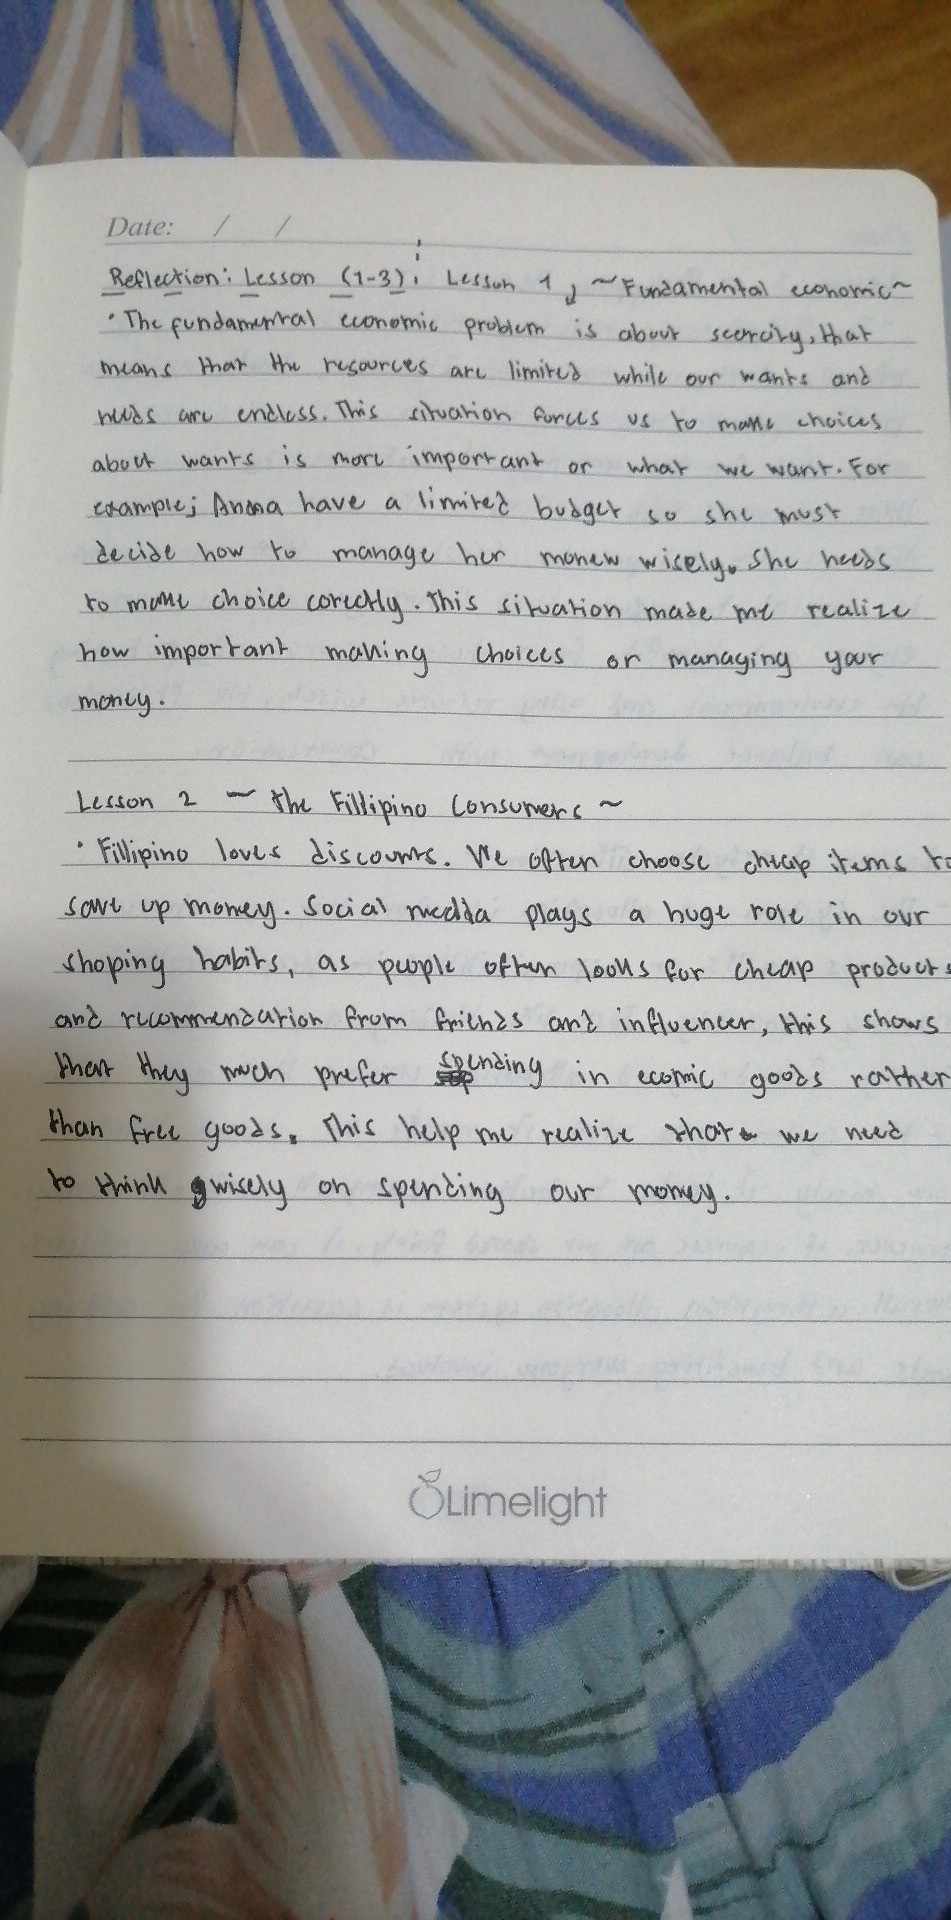 Date: / /
Reflection: Lesson (1-3): Lesson 1, ~Fundamental economic~
• The fundamental economic problem is about scercity, that
means that the resources are limited while our wants and
needs are endless. This situation forces us to make choices
about wants is more important or what we want. For
example; Anna have a limited budget so she must
decide how to manage her monew wisely. She needs
to make choice corectly. This situation made me realize
how important making choices or managing your
money.
Lesson 2 ~ The Fillipino Consumers ~
• Fillipino loves discounts. We often choose cheap items to
save up money. Social media plays a huge role in our
shoping habits, as people often looks for cheap products
and recommendation from friends and influencer, this shows
that they much prefer spending in ecomic goods rather
than free goods. This help me realize that we need
to think wisely on spending our money.
Limelight